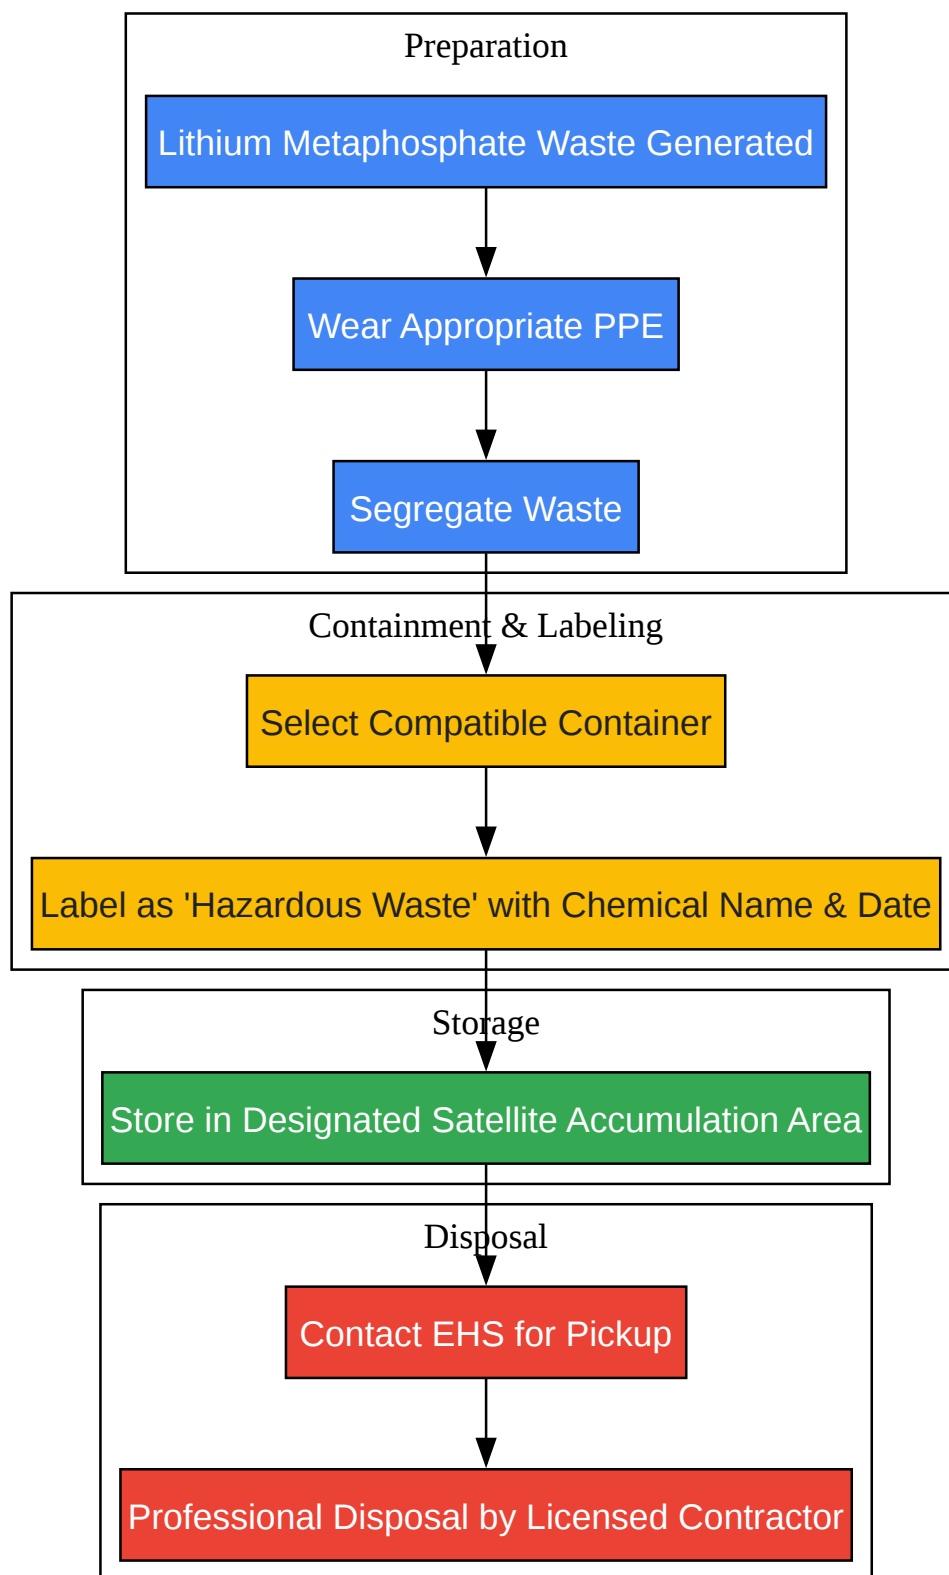 Preparation
Lithium Metaphosphate Waste Generated
Wear Appropriate PPE
Segregate Waste
Containment & Labeling
Select Compatible Container
Label as 'Hazardous Waste' with Chemical Name & Date
Storage
Store in Designated Satellite Accumulation Area
Disposal
Contact EHS for Pickup
Professional Disposal by Licensed Contractor